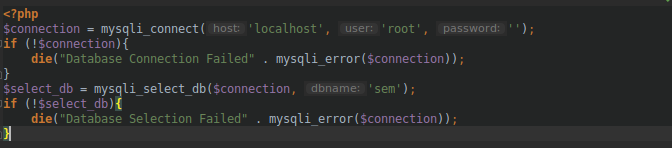 <?php
$connection = mysqli_connect( host: 'localhost', user: 'root', password: '');
if (!$connection){
    die("Database Connection Failed" . mysqli_error($connection));
}
$select_db = mysqli_select_db($connection, dbname: 'sem');
if (!$select_db){
    die("Database Selection Failed" . mysqli_error($connection));
}